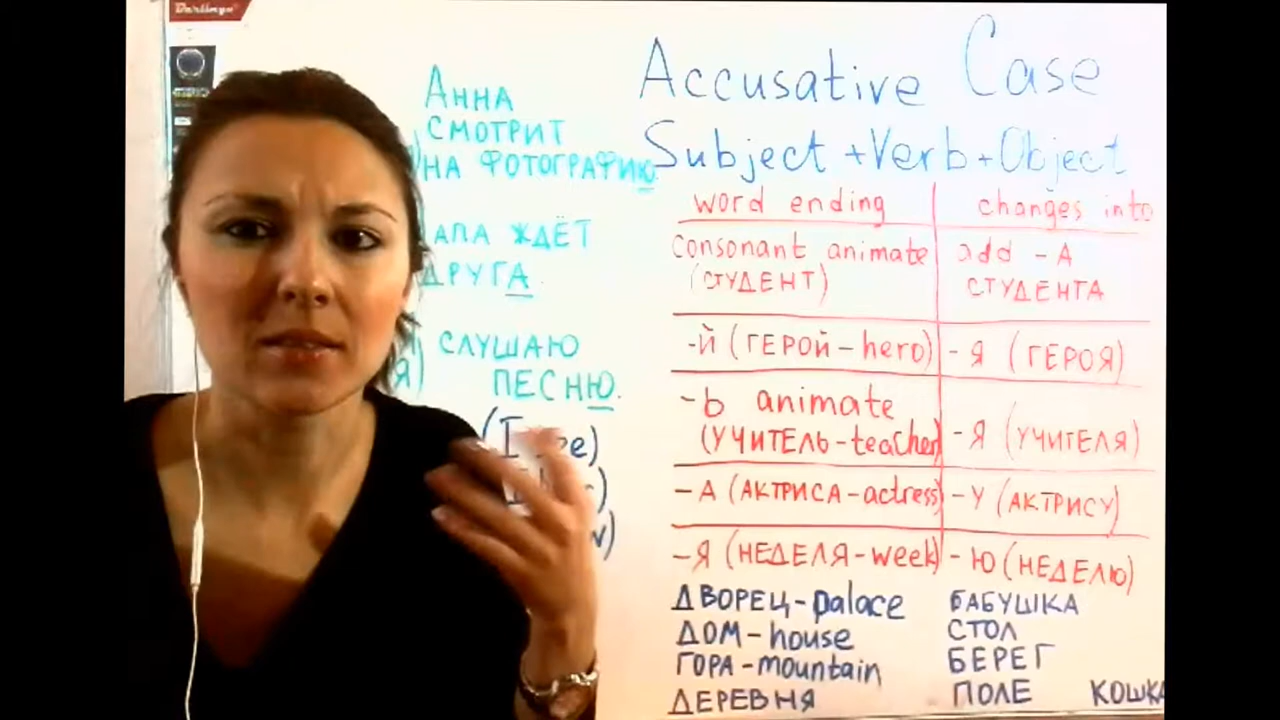 Berlingo
АННА
СМОТРИТ
НА ФОТОГРАФИЮ
АПА ЖДЁТ
ДРУГА.
СЛУШАЮ
Я) ПЕСНЮ.
Accusative Case
Subject + Verb + Object
word ending changes into
consonant animate add - А
(СТУДЕНТ) СТУДЕНТА
-Й (ГЕРОЙ - hero) - Я (ГЕРОЯ)
-Ь animate
(УЧИТЕЛЬ - teacher) - Я (УЧИТЕЛЯ)
- А (АКТРИСА - actress) - У (АКТРИСУ)
- Я (НЕДЕЛЯ - week) - Ю (НЕДЕЛЮ)
ДВОРЕЦ - palace БАБУШКА
ДОМ - house СТОЛ
ГОРА - mountain БЕРЕГ
ДЕРЕВНЯ ПОЛЕ КОШКА